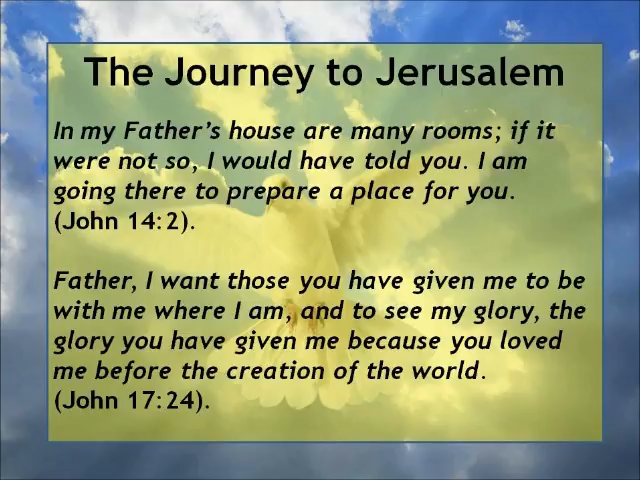 The Journey to Jerusalem
In my Father's house are many rooms; if it
were not so, I would have told you. I am
going there to prepare a place for you.
(John 14:2).
Father, I want those you have given me to be
with me where I am, and to see my glory, the
glory you have given me because you loved
me before the creation of the world.
(John 17:24).